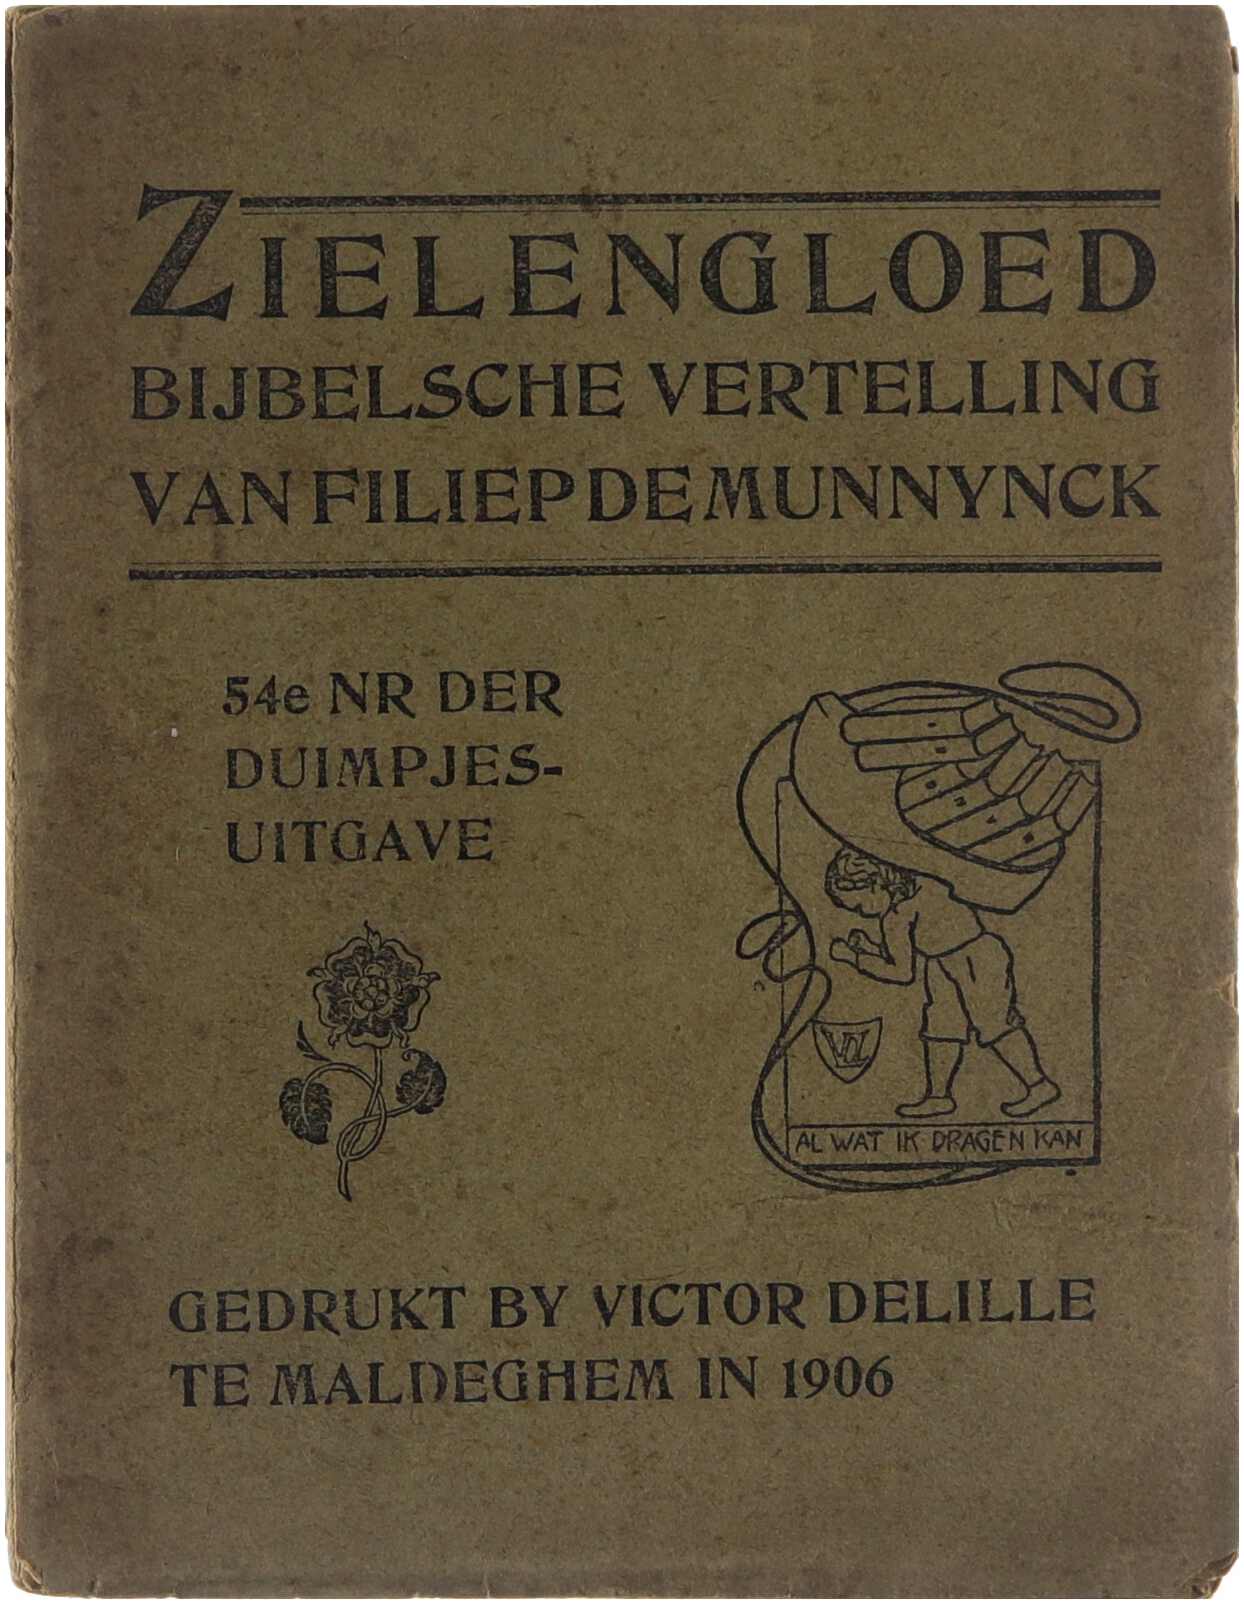 ZIELENGLOED
BIJBELSCHE VERTELLING
VAN FILIEP DE MUNNYNCK
54e NR DER
DUIMPJES-
UITGAVE
VDL
AL WAT IK DRAGEN KAN
GEDRUKT BY VICTOR DELILLE
TE MALDEGHEM IN 1906